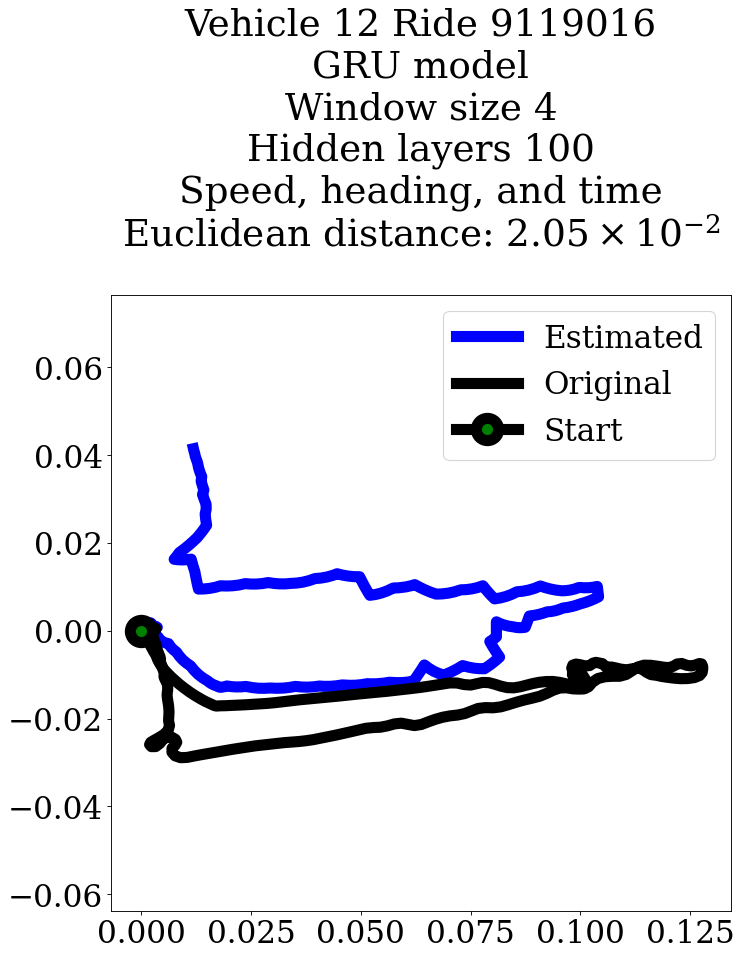 Vehicle 12 Ride 9119016
GRU model
Window size 4
Hidden layers 100
Speed, heading, and time
Euclidean distance: 2.05 × 10⁻²
Estimated
Original
Start
0.06
0.04
0.02
0.00
−0.02
−0.04
−0.06
0.000 0.025 0.050 0.075 0.100 0.125